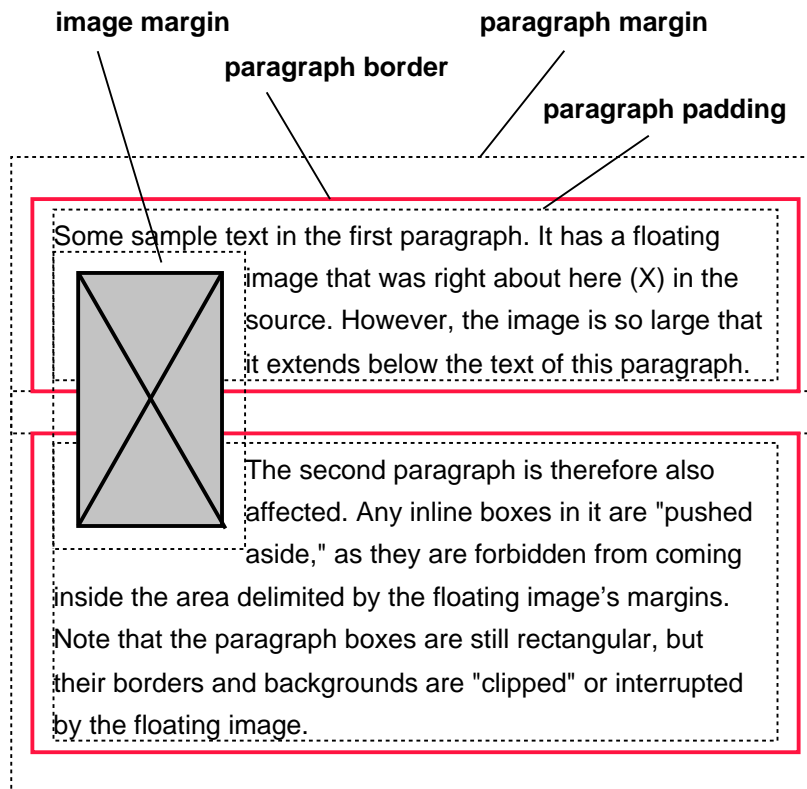 image margin
paragraph margin
paragraph border
paragraph padding
Some sample text in the first paragraph. It has a floating
image that was right about here (X) in the
source. However, the image is so large that
it extends below the text of this paragraph.
The second paragraph is therefore also
affected. Any inline boxes in it are "pushed
aside," as they are forbidden from coming
inside the area delimited by the floating image's margins.
Note that the paragraph boxes are still rectangular, but
their borders and backgrounds are "clipped" or interrupted
by the floating image.